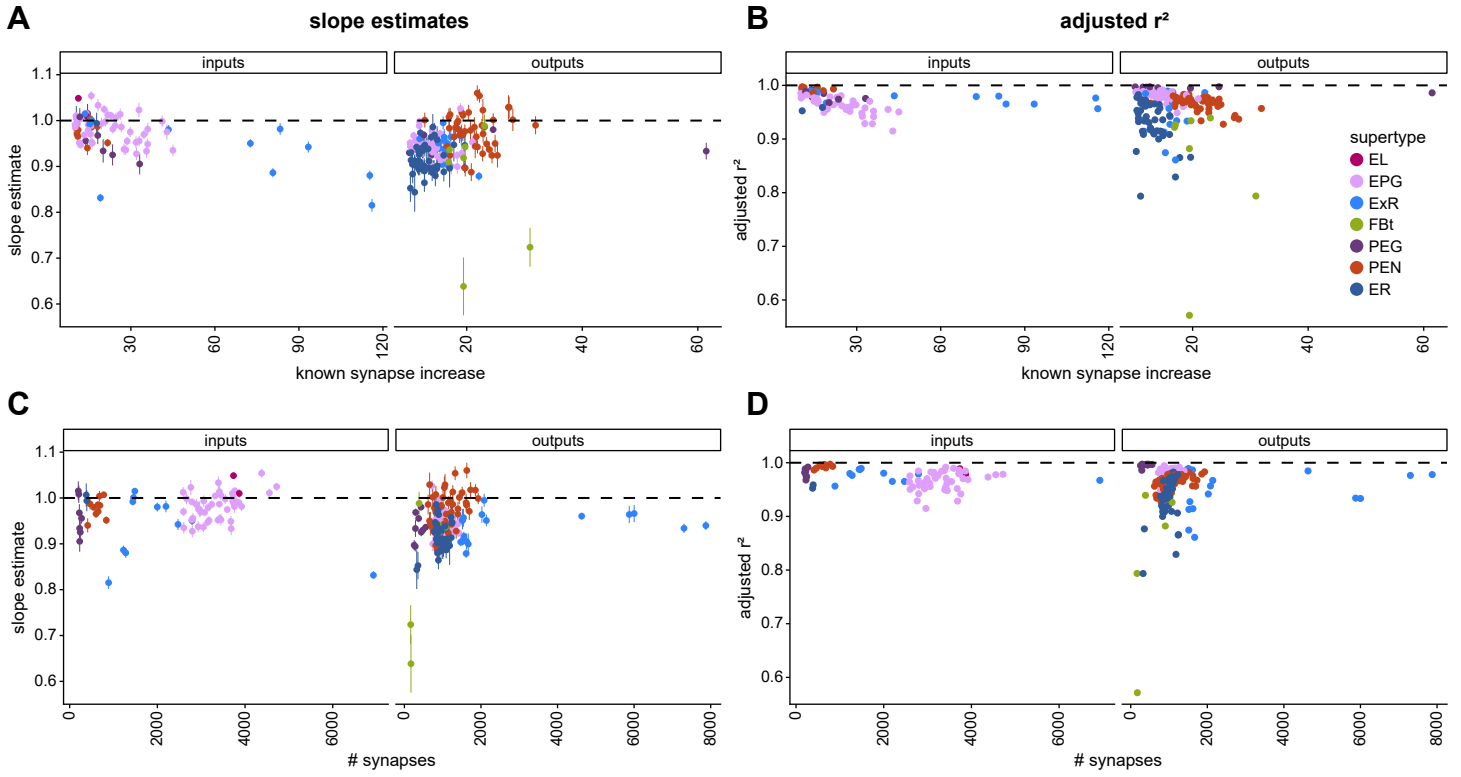 A
slope estimates
B
adjusted r²
inputs
outputs
inputs
outputs
1.1
1.0
0.9
0.8
0.7
0.6
slope estimate
30
60
90
120
20
40
60
known synapse increase
1.0
0.9
0.8
0.7
0.6
adjusted r²
30
60
90
120
20
40
60
known synapse increase
supertype
EL
EPG
ExR
FBt
PEG
PEN
ER
C
D
inputs
outputs
inputs
outputs
1.1
1.0
0.9
0.8
0.7
0.6
slope estimate
0
2000
4000
6000
0
2000
4000
6000
8000
# synapses
1.0
0.9
0.8
0.7
0.6
adjusted r²
0
2000
4000
6000
0
2000
4000
6000
8000
# synapses